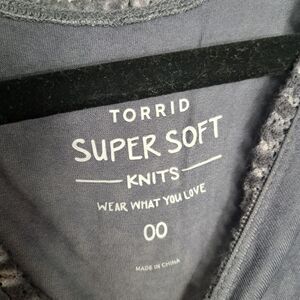 TORRID
SUPER SOFT
KNITS
WEAR WHAT YOU LOVE
00
MADE IN CHINA